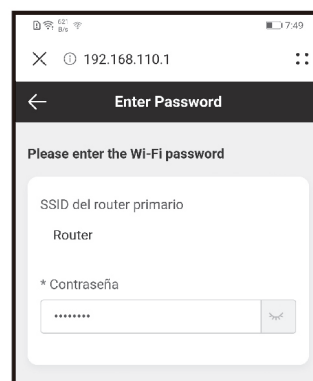 62°
B/s
7:49
192.168.110.1
Enter Password
Please enter the Wi-Fi password
SSID del router primario
Router
* Contraseña
••••••••